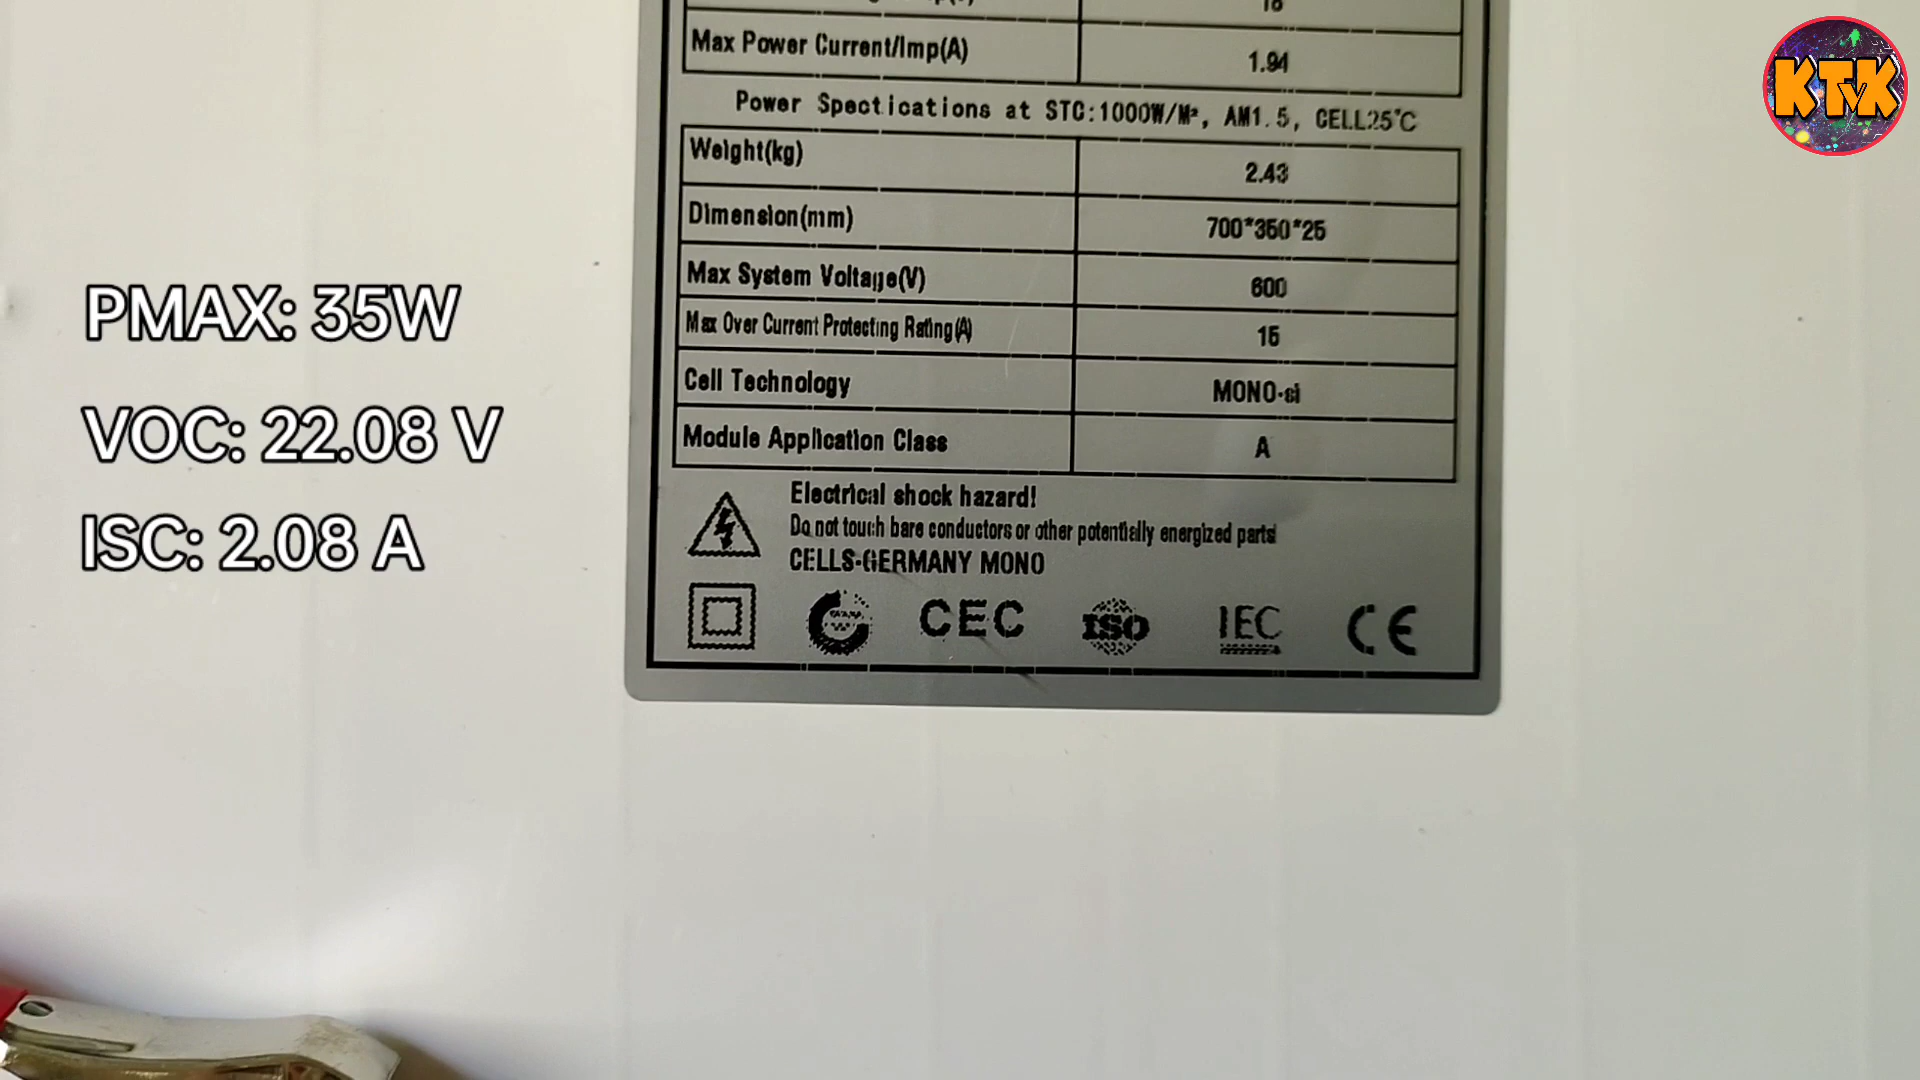 18
Max Power Current/Imp(A) 1.94
Power Spectications at STC:1000W/M², AM1.5, CELL25℃
Weight(kg) 2.43
Dimension(mm) 700*350*25
Max System Voltage(V) 600
Max Over Current Protecting Rating(A) 15
Cell Technology MONO-si
Module Application Class A
Electrical shock hazard!
Do not touch bare conductors or other potentially energized parts
CELLS-GERMANY MONO
CEC ISO IEC CE
PMAX: 35W
VOC: 22.08 V
ISC: 2.08 A
KTK